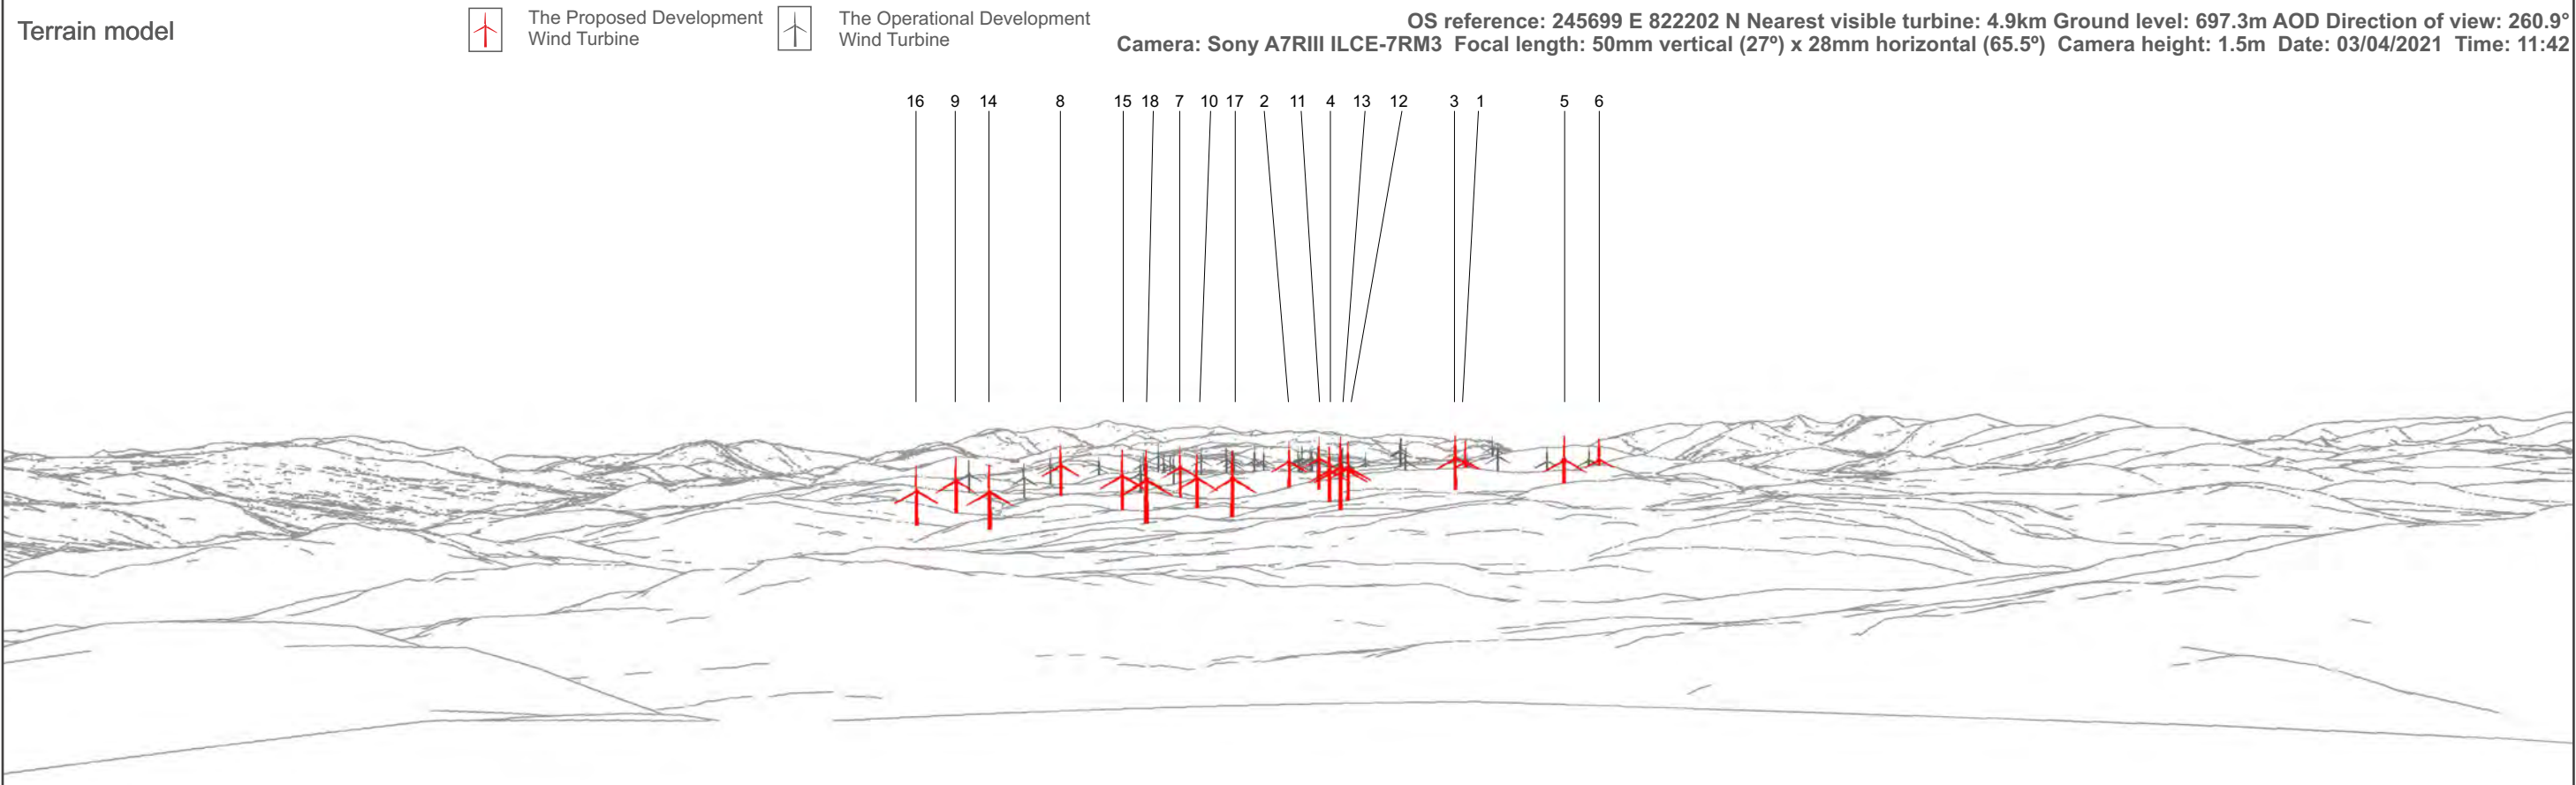 Terrain model
The Proposed Development
Wind Turbine
The Operational Development
Wind Turbine
OS reference: 245699 E 822202 N Nearest visible turbine: 4.9km Ground level: 697.3m AOD Direction of view: 260.9°
Camera: Sony A7RIII ILCE-7RM3 Focal length: 50mm vertical (27º) x 28mm horizontal (65.5º) Camera height: 1.5m Date: 03/04/2021 Time: 11:42
16 9 14 8 15 18 7 10 17 2 11 4 13 12 3 1 5 6